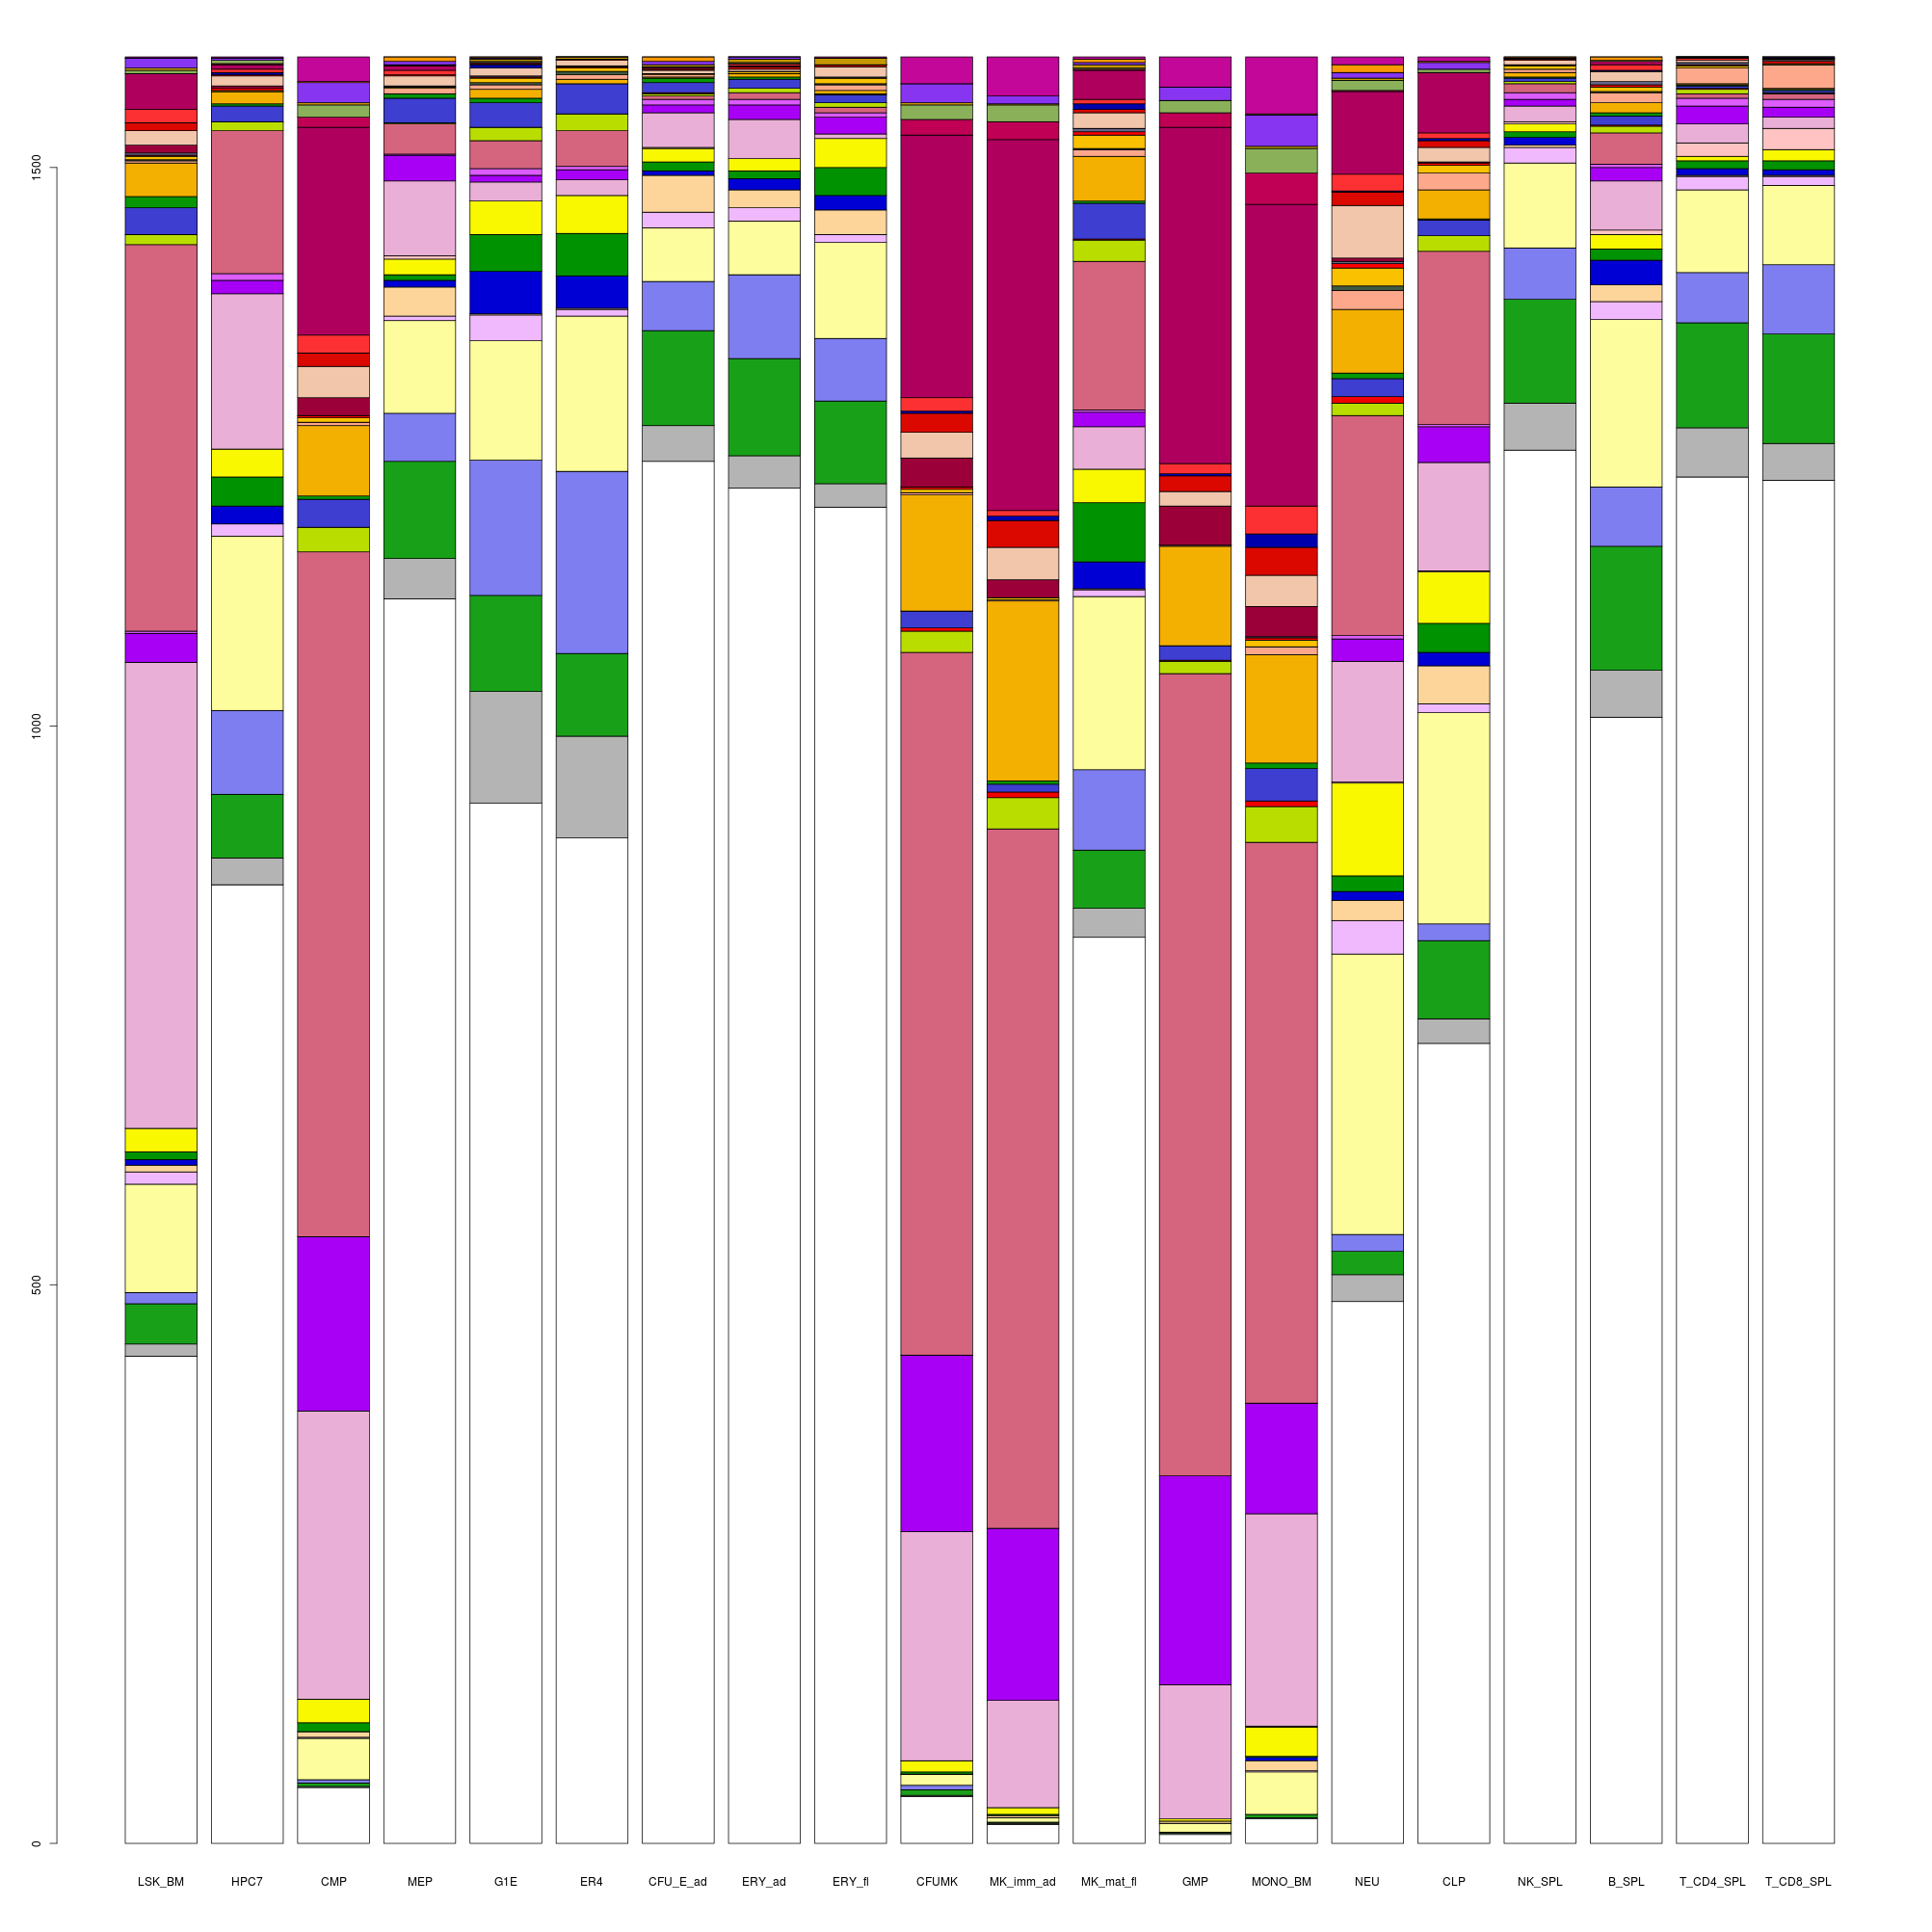 1500
1000
500
0
LSK_BM HPC7 CMP MEP G1E ER4 CFU_E_ad ERY_ad ERY_fl CFUMK MK_imm_ad MK_mat_fl GMP MONO_BM NEU CLP NK_SPL B_SPL T_CD4_SPL T_CD8_SPL